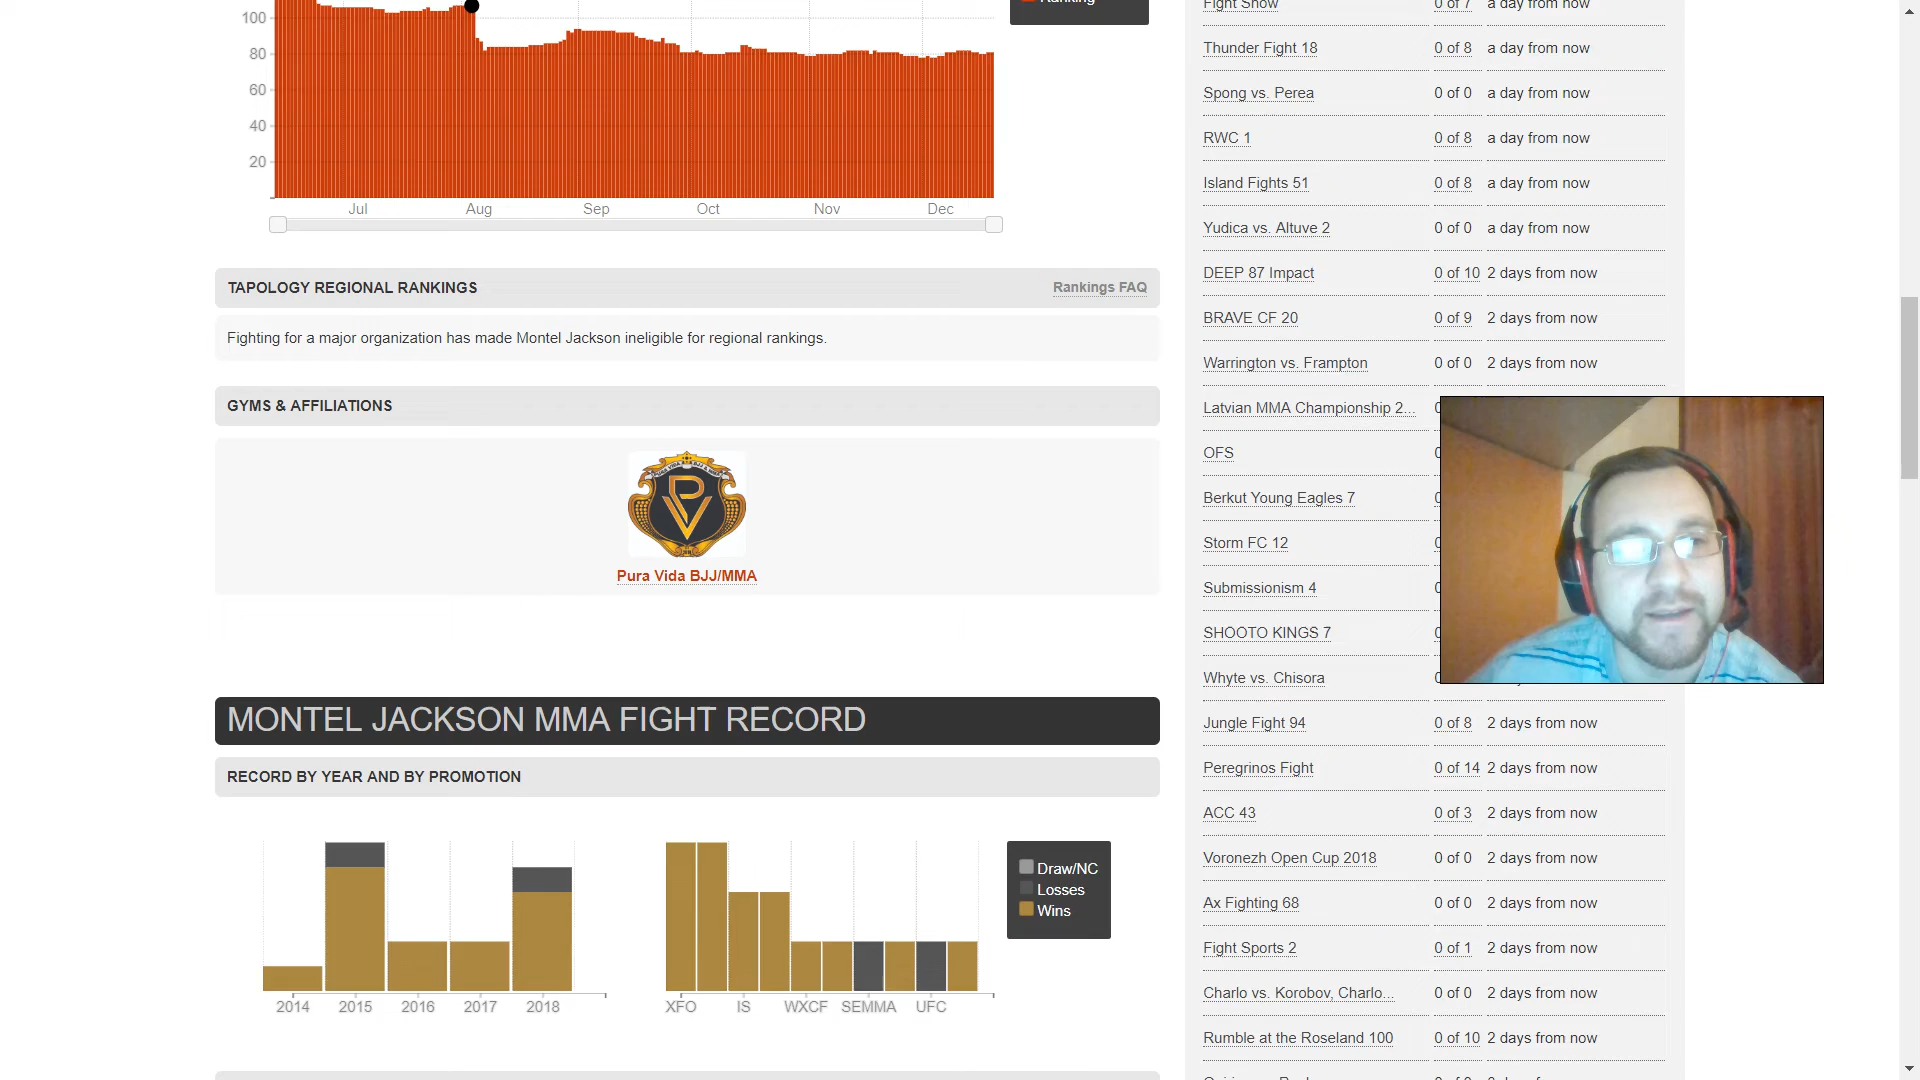 100
80
60
40
20
Jul Aug Sep Oct Nov Dec
TAPOLOGY REGIONAL RANKINGS
Rankings FAQ
Fighting for a major organization has made Montel Jackson ineligible for regional rankings.
GYMS & AFFILIATIONS
PV
Pura Vida BJJ/MMA
MONTEL JACKSON MMA FIGHT RECORD
RECORD BY YEAR AND BY PROMOTION
2014 2015 2016 2017 2018
XFO IS WXCF SEMMA UFC
Draw/NC
Losses
Wins
Fight Show 0 of 7 a day from now
Thunder Fight 18 0 of 8 a day from now
Spong vs. Perea 0 of 0 a day from now
RWC 1 0 of 8 a day from now
Island Fights 51 0 of 8 a day from now
Yudica vs. Altuve 2 0 of 0 a day from now
DEEP 87 Impact 0 of 10 2 days from now
BRAVE CF 20 0 of 9 2 days from now
Warrington vs. Frampton 0 of 0 2 days from now
Latvian MMA Championship 2...
OFS
Berkut Young Eagles 7
Storm FC 12
Submissionism 4
SHOOTO KINGS 7
Whyte vs. Chisora
Jungle Fight 94 0 of 8 2 days from now
Peregrinos Fight 0 of 14 2 days from now
ACC 43 0 of 3 2 days from now
Voronezh Open Cup 2018 0 of 0 2 days from now
Ax Fighting 68 0 of 0 2 days from now
Fight Sports 2 0 of 1 2 days from now
Charlo vs. Korobov, Charlo... 0 of 0 2 days from now
Rumble at the Roseland 100 0 of 10 2 days from now